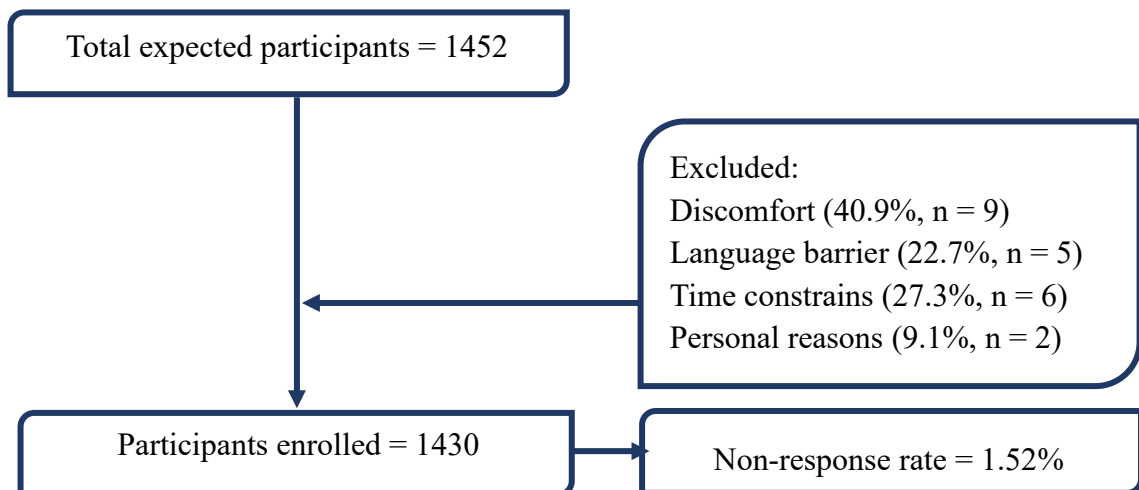 Total expected participants = 1452
Excluded:
Discomfort (40.9%, n = 9)
Language barrier (22.7%, n = 5)
Time constrains (27.3%, n = 6)
Personal reasons (9.1%, n = 2)
Participants enrolled = 1430
Non-response rate = 1.52%